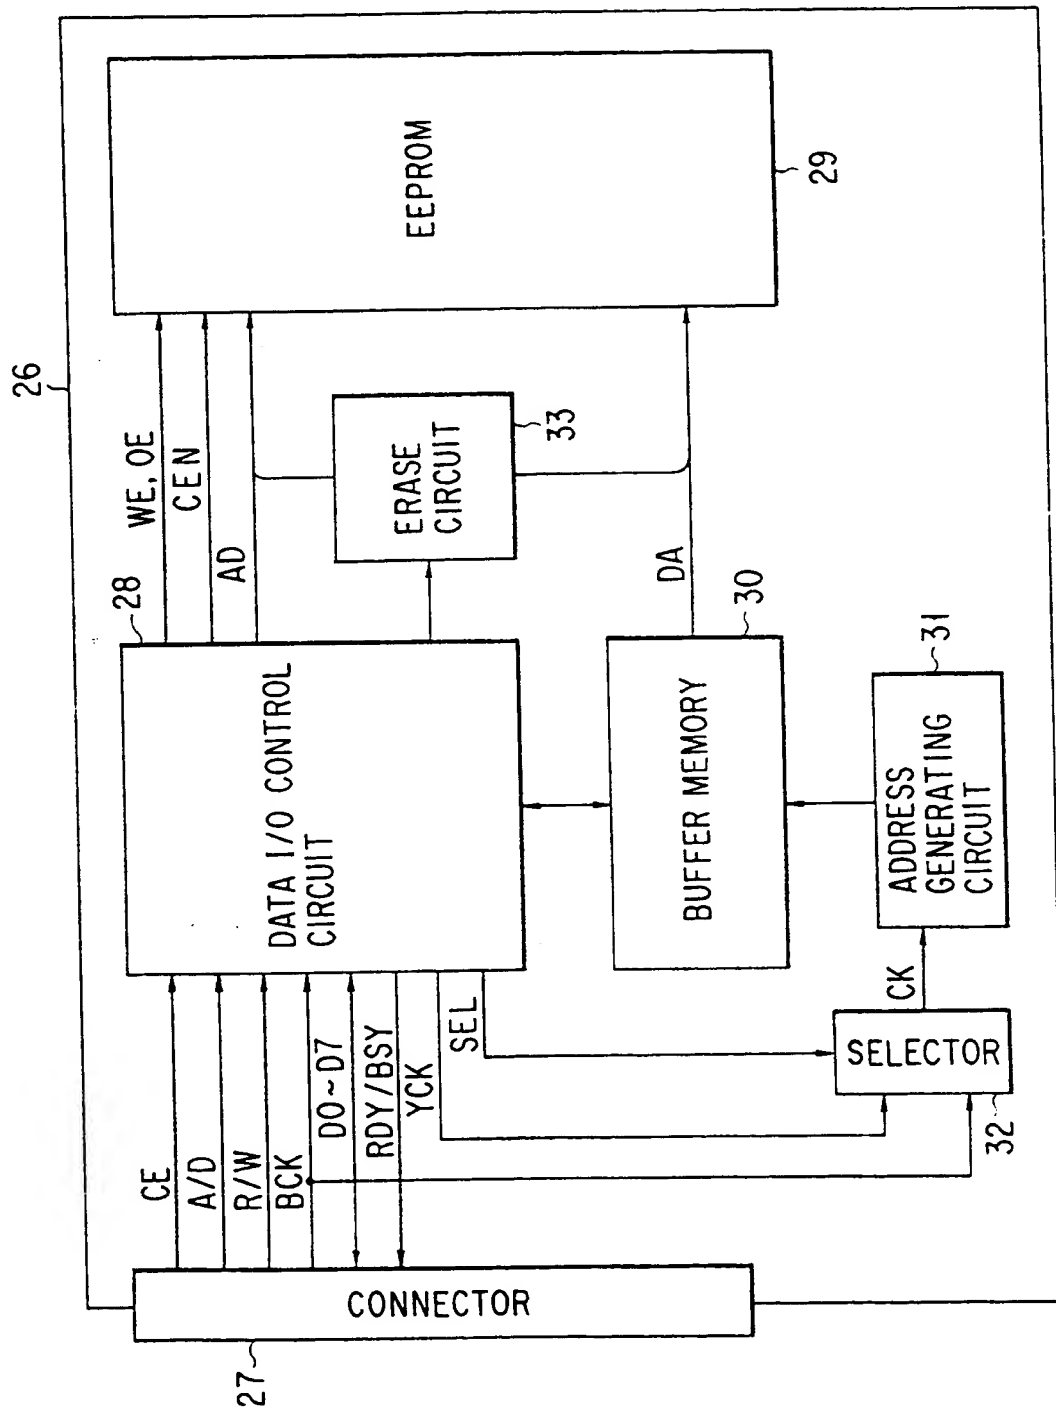 26
27
CONNECTOR
CE
A/D
R/W
BCK
D0~D7
RDY/BSY
YCK
SEL
28
DATA I/O CONTROL
CIRCUIT
WE, OE
CEN
AD
ERASE
CIRCUIT
33
EEPROM
29
BUFFER MEMORY
30
DA
SELECTOR
32
CK
ADDRESS
GENERATING
CIRCUIT
31